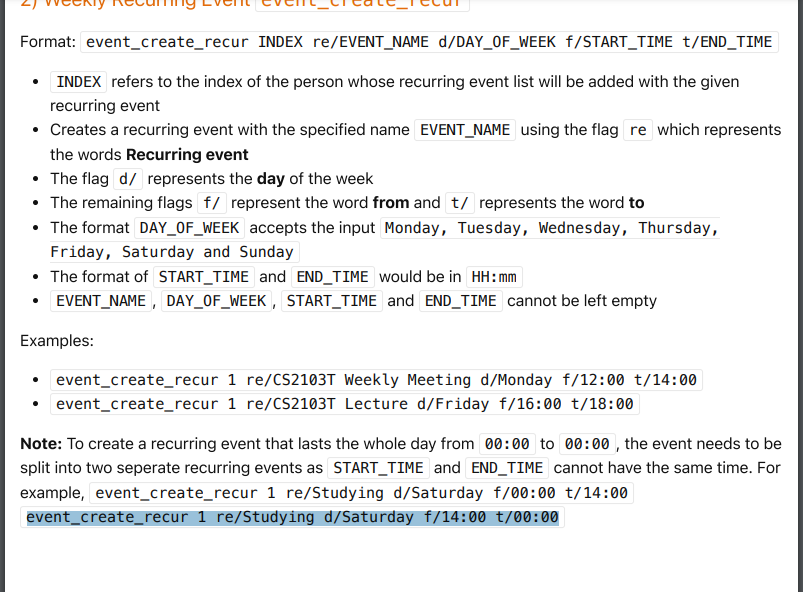 2) Weekly Recurring Event event_create_recur
Format: event_create_recur INDEX re/EVENT_NAME d/DAY_OF_WEEK f/START_TIME t/END_TIME
• INDEX refers to the index of the person whose recurring event list will be added with the given
recurring event
• Creates a recurring event with the specified name EVENT_NAME using the flag re which represents
the words Recurring event
• The flag d/ represents the day of the week
• The remaining flags f/ represent the word from and t/ represents the word to
• The format DAY_OF_WEEK accepts the input Monday, Tuesday, Wednesday, Thursday,
Friday, Saturday and Sunday
• The format of START_TIME and END_TIME would be in HH:mm
• EVENT_NAME, DAY_OF_WEEK, START_TIME and END_TIME cannot be left empty
Examples:
• event_create_recur 1 re/CS2103T Weekly Meeting d/Monday f/12:00 t/14:00
• event_create_recur 1 re/CS2103T Lecture d/Friday f/16:00 t/18:00
Note: To create a recurring event that lasts the whole day from 00:00 to 00:00, the event needs to be
split into two seperate recurring events as START_TIME and END_TIME cannot have the same time. For
example, event_create_recur 1 re/Studying d/Saturday f/00:00 t/14:00
event_create_recur 1 re/Studying d/Saturday f/14:00 t/00:00